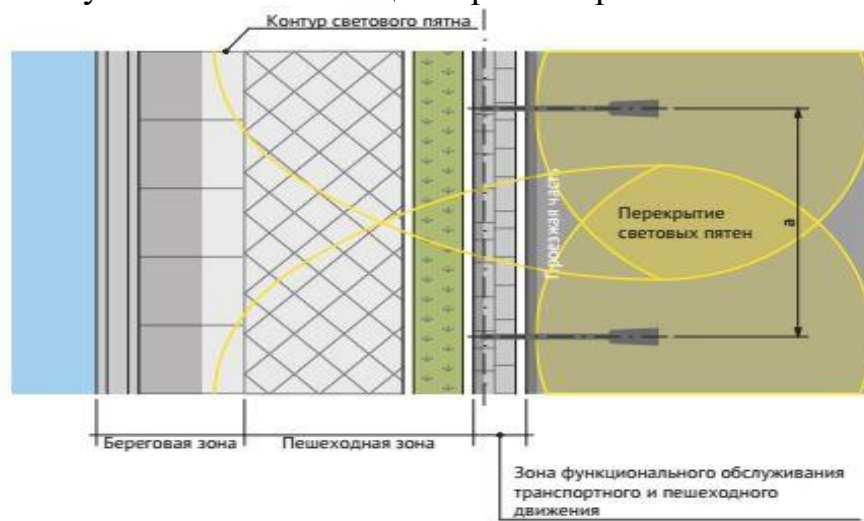 Контур светового пятна
Проезжая часть
Перекрытие
световых пятен
a
Береговая зона
Пешеходная зона
Зона функционального обслуживания
транспортного и пешеходного
движения